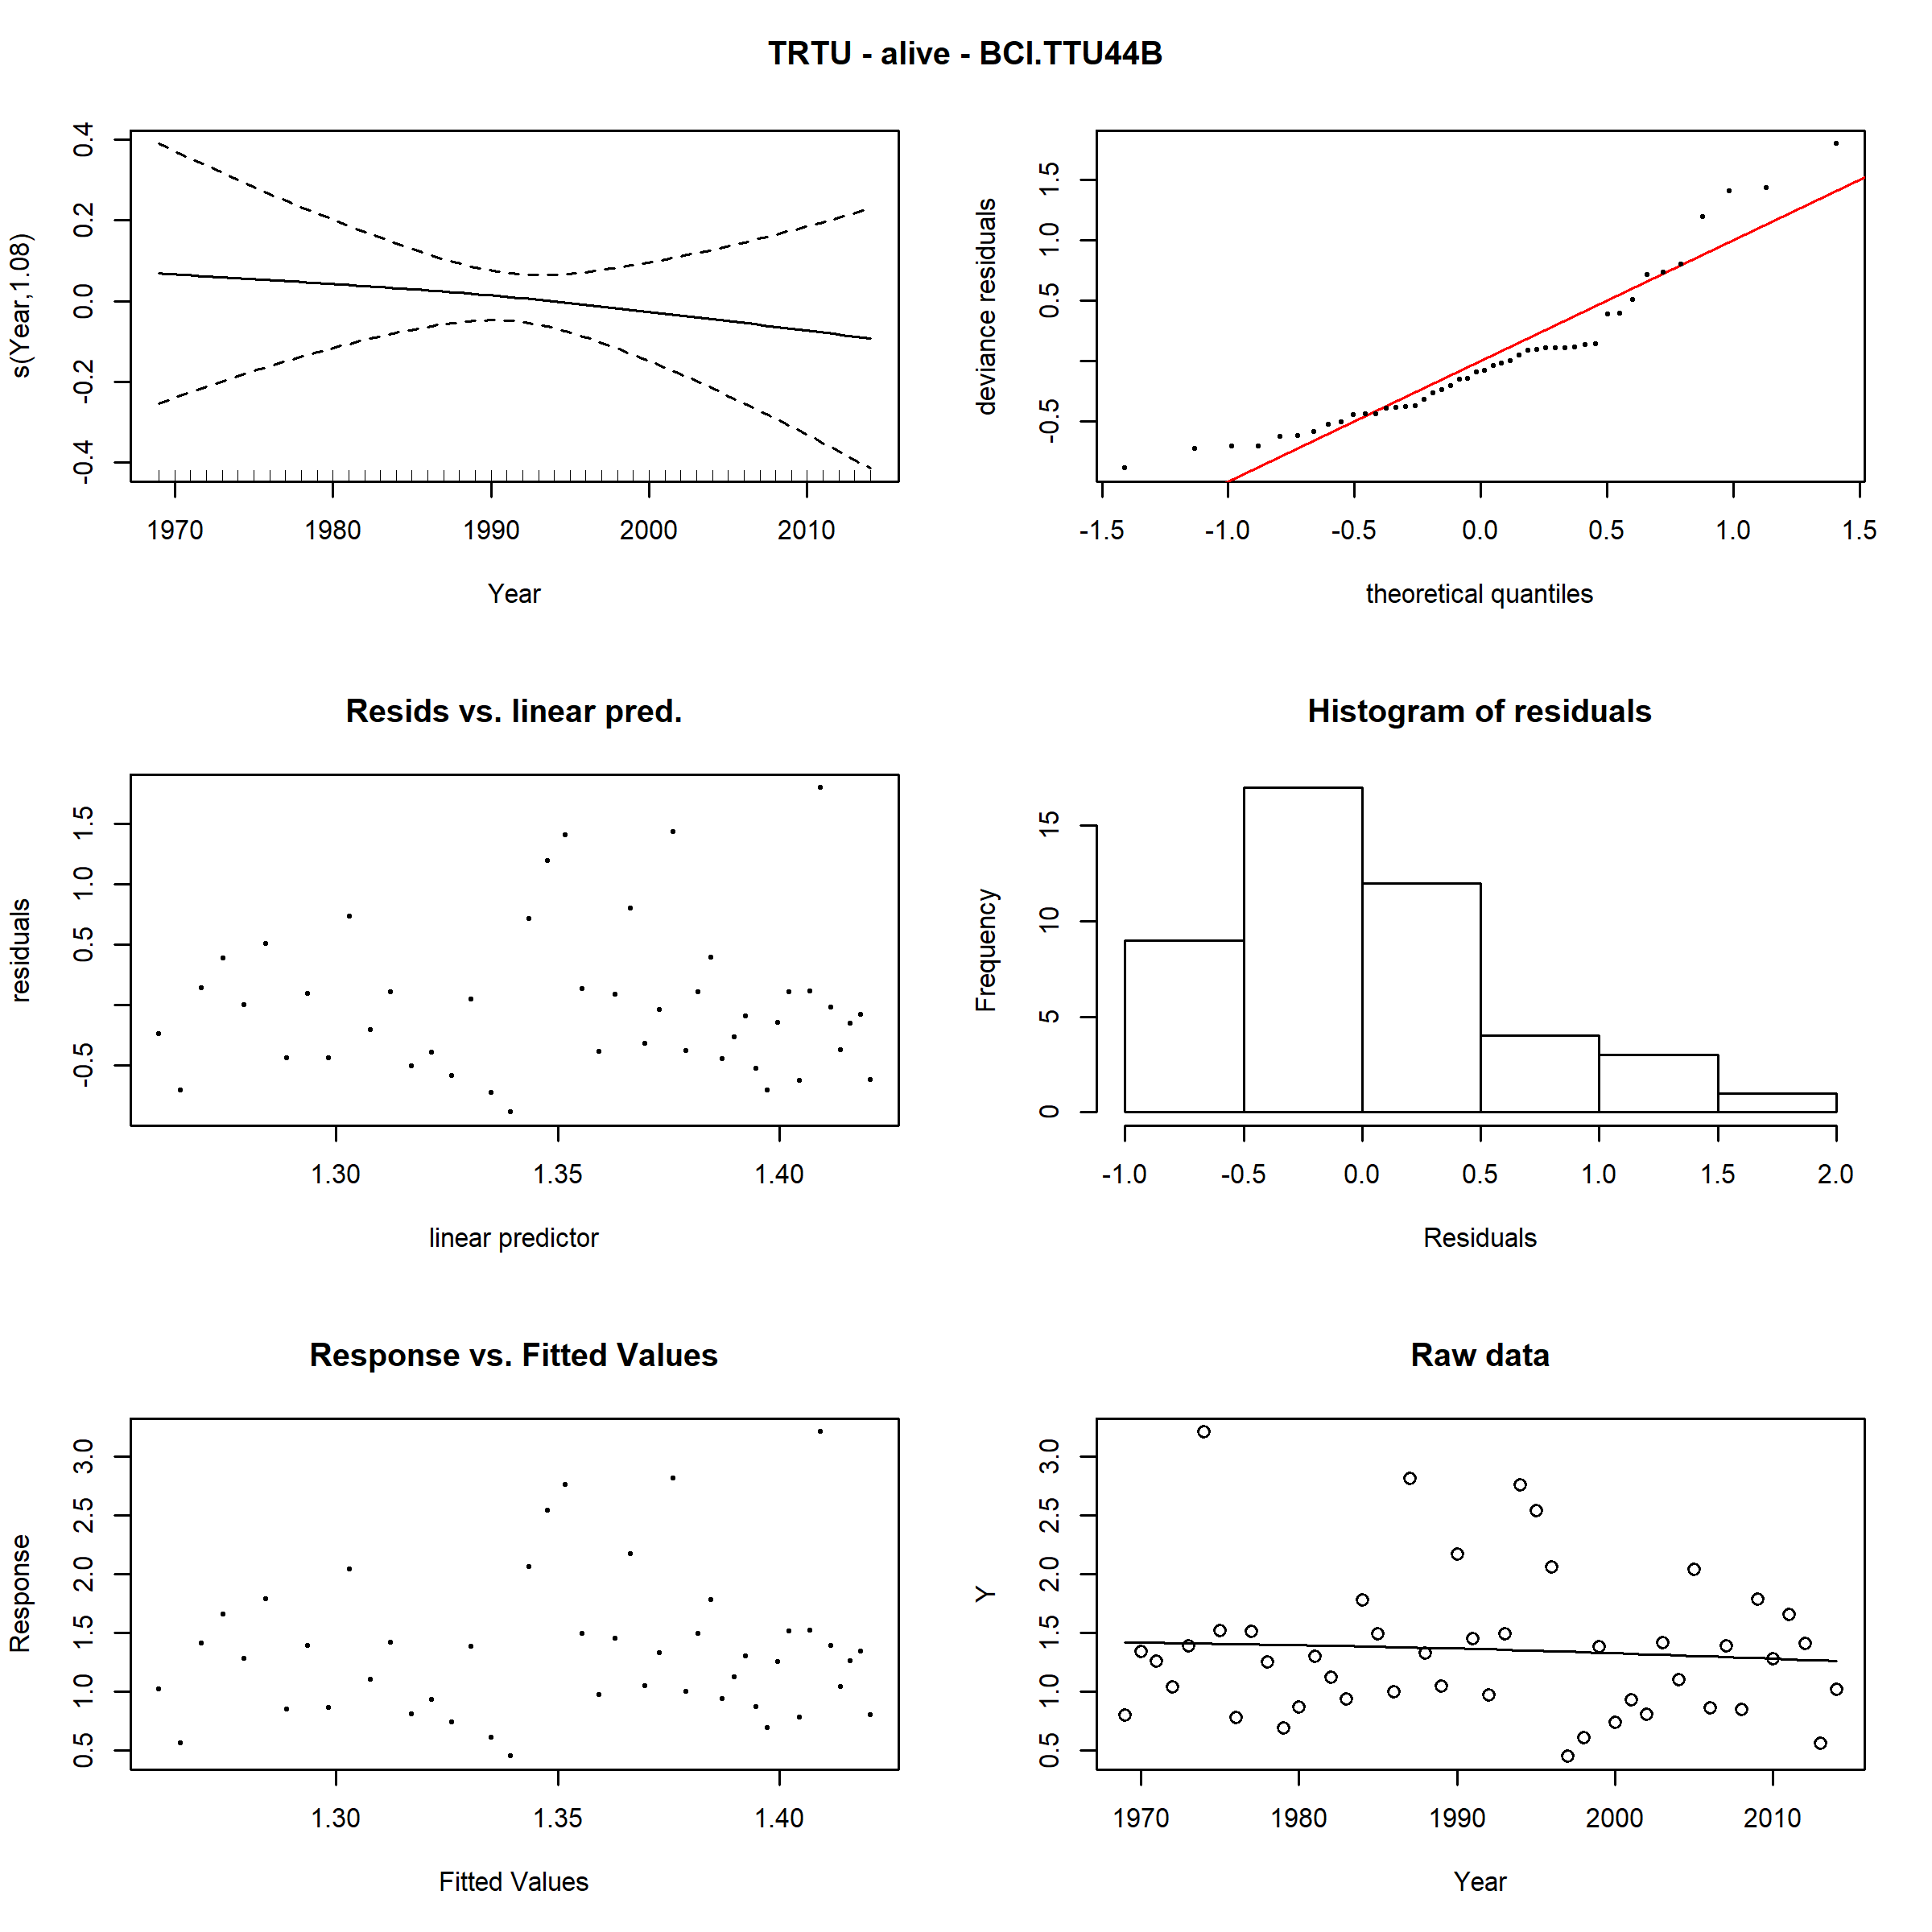 TRTU - alive - BCI.TTU44B
s(Year,1.08)
0.4
0.2
0.0
-0.2
-0.4
1970 1980 1990 2000 2010
Year
deviance residuals
1.5
1.0
0.5
-0.5
-1.5 -1.0 -0.5 0.0 0.5 1.0 1.5
theoretical quantiles
Resids vs. linear pred.
residuals
1.5
1.0
0.5
-0.5
1.30 1.35 1.40
linear predictor
Histogram of residuals
Frequency
15
10
5
0
-1.0 -0.5 0.0 0.5 1.0 1.5 2.0
Residuals
Response vs. Fitted Values
Response
3.0
2.5
2.0
1.5
1.0
0.5
1.30 1.35 1.40
Fitted Values
Raw data
Y
3.0
2.5
2.0
1.5
1.0
0.5
1970 1980 1990 2000 2010
Year